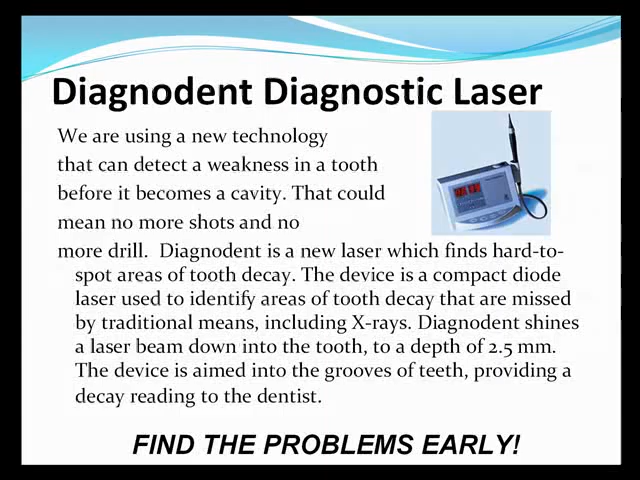 Diagnodent Diagnostic Laser
We are using a new technology
that can detect a weakness in a tooth
before it becomes a cavity. That could
mean no more shots and no
more drill.  Diagnodent is a new laser which finds hard-to-
spot areas of tooth decay. The device is a compact diode
laser used to identify areas of tooth decay that are missed
by traditional means, including X-rays. Diagnodent shines
a laser beam down into the tooth, to a depth of 2.5 mm.
The device is aimed into the grooves of teeth, providing a
decay reading to the dentist.
FIND THE PROBLEMS EARLY!